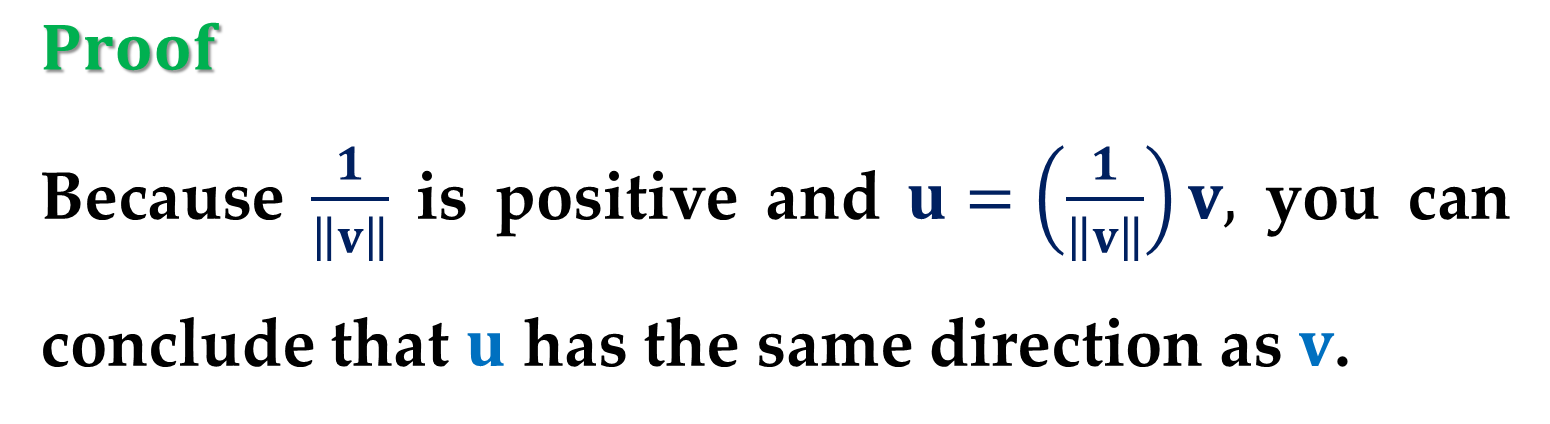 Proof
Because 1/‖v‖ is positive and u = (1/‖v‖) v, you can
conclude that u has the same direction as v.